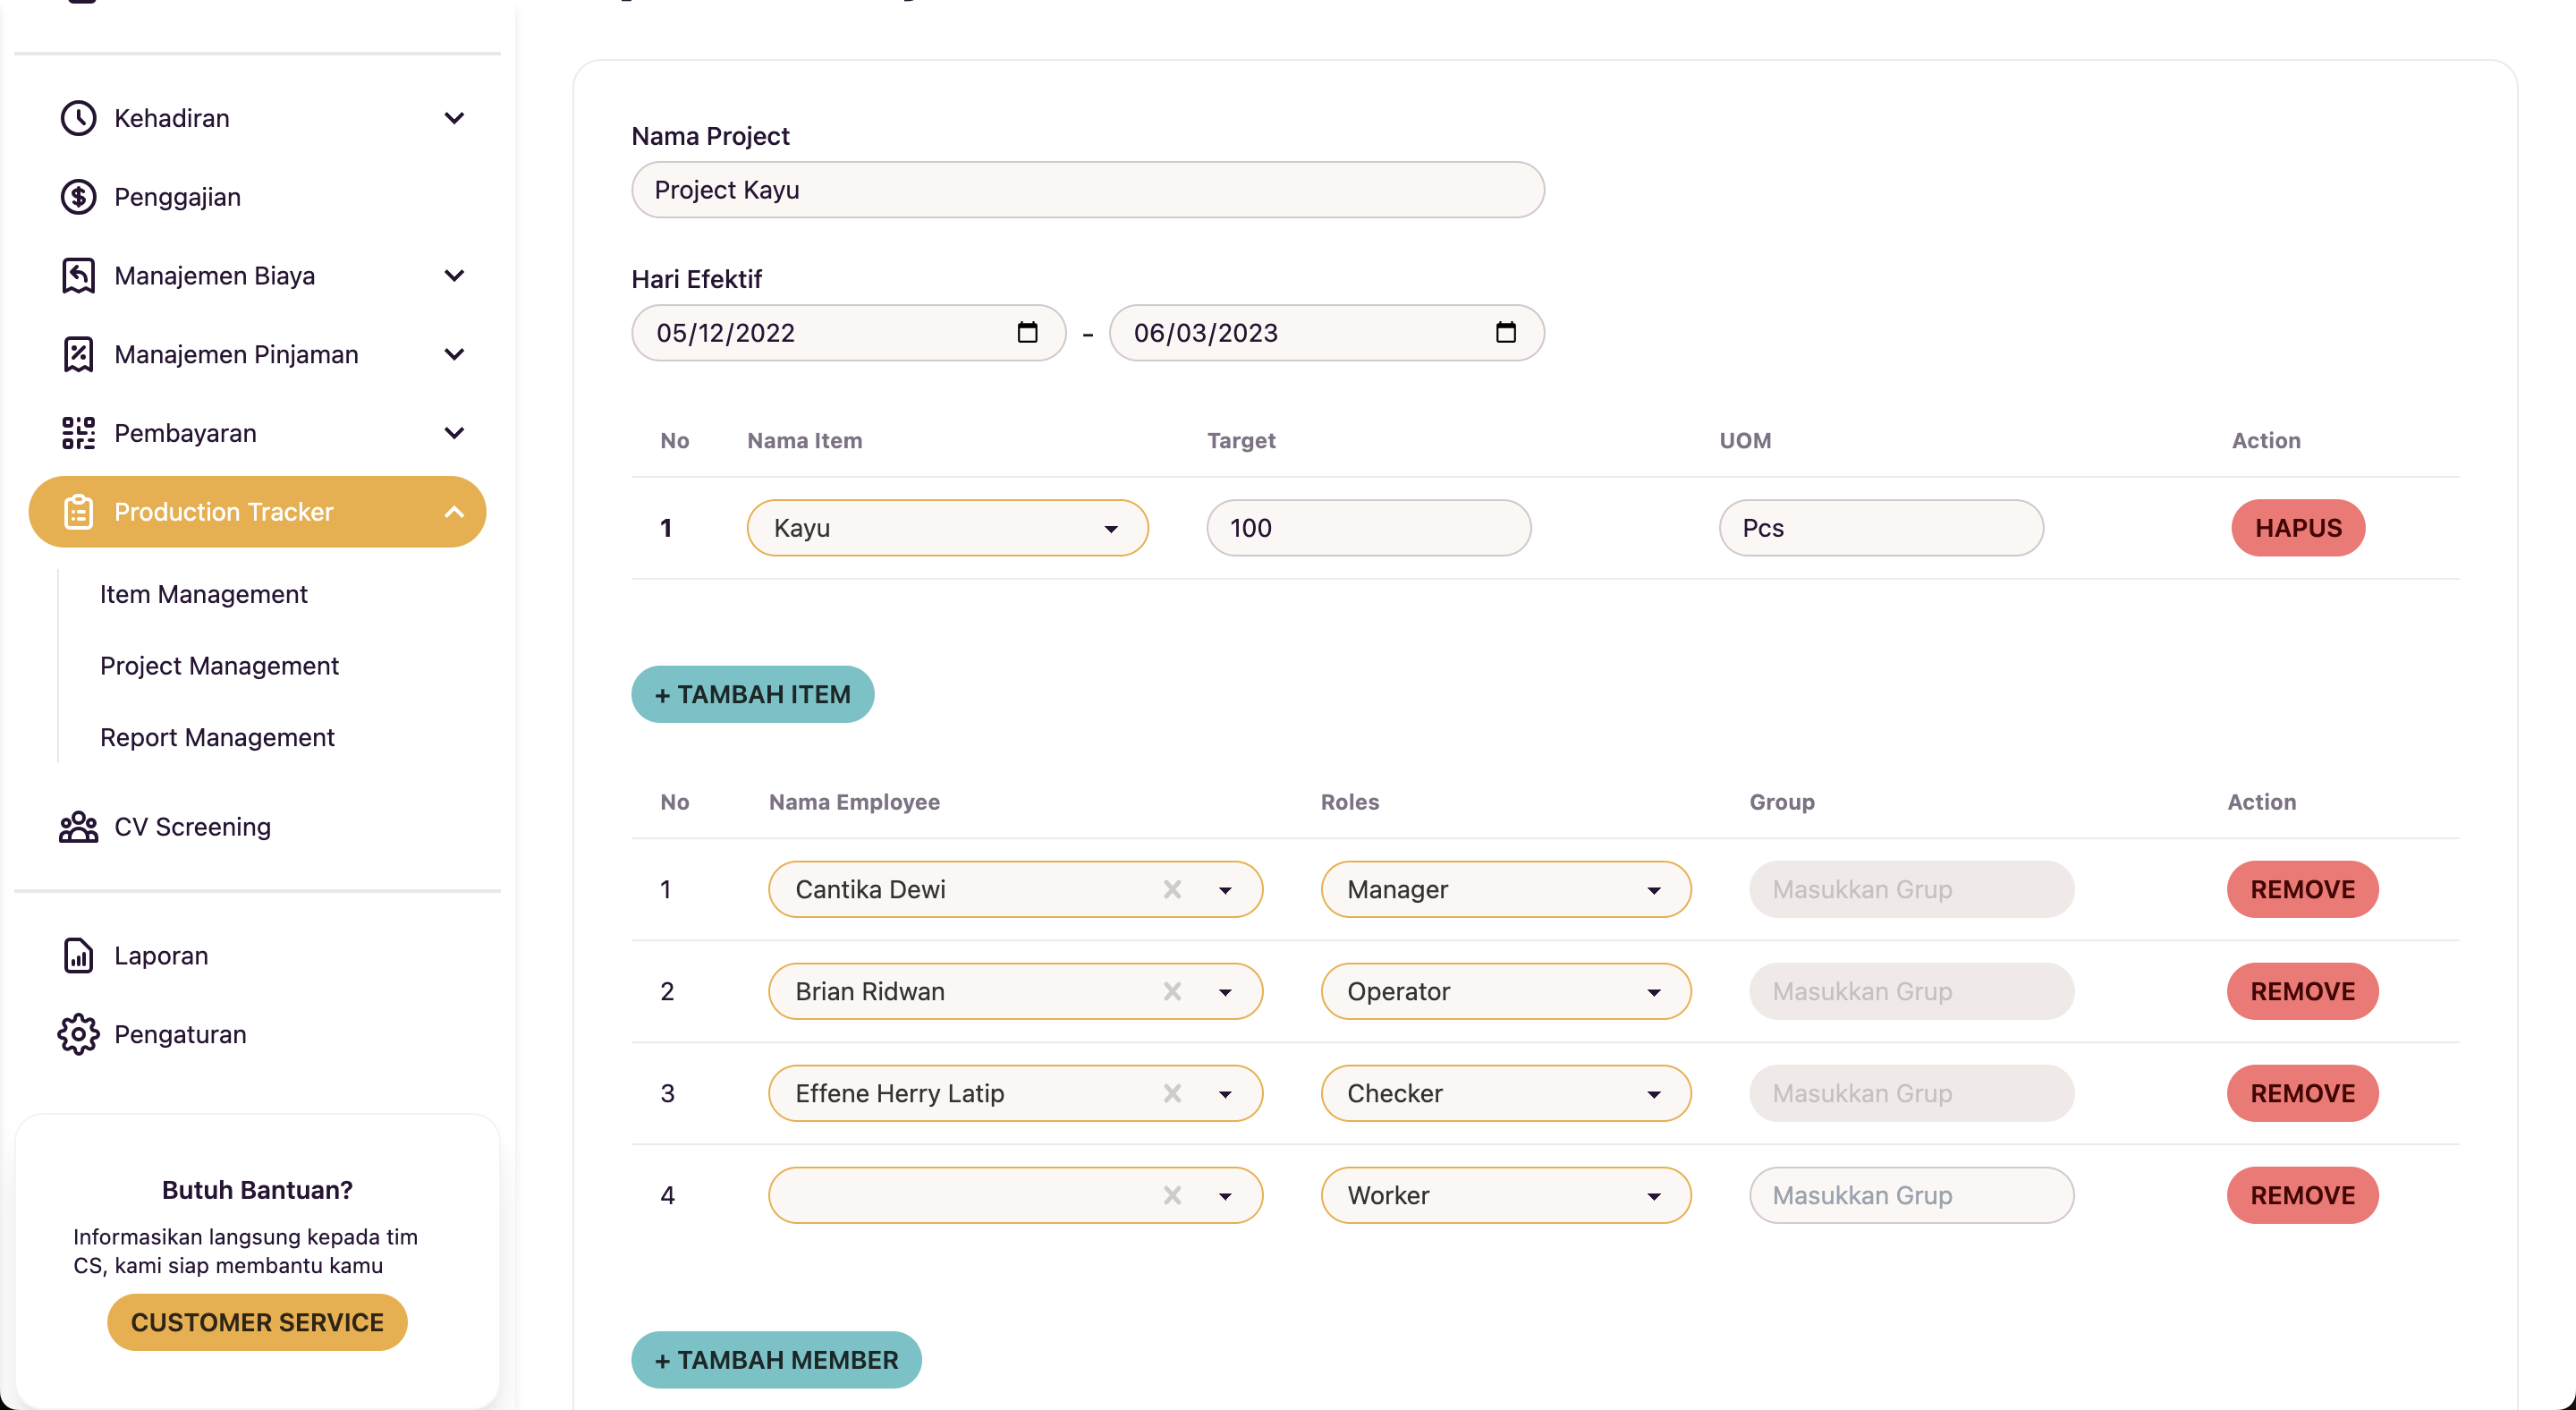 Kehadiran
Penggajian
Manajemen Biaya
Manajemen Pinjaman
Pembayaran
Production Tracker
Item Management
Project Management
Report Management
CV Screening
Laporan
Pengaturan
Butuh Bantuan?
Informasikan langsung kepada tim
CS, kami siap membantu kamu
CUSTOMER SERVICE
Nama Project
Project Kayu
Hari Efektif
05/12/2022 - 06/03/2023
No Nama Item Target UOM Action
1 Kayu 100 Pcs HAPUS
+ TAMBAH ITEM
No Nama Employee Roles Group Action
1 Cantika Dewi Manager Masukkan Grup REMOVE
2 Brian Ridwan Operator Masukkan Grup REMOVE
3 Effene Herry Latip Checker Masukkan Grup REMOVE
4 Worker Masukkan Grup REMOVE
+ TAMBAH MEMBER